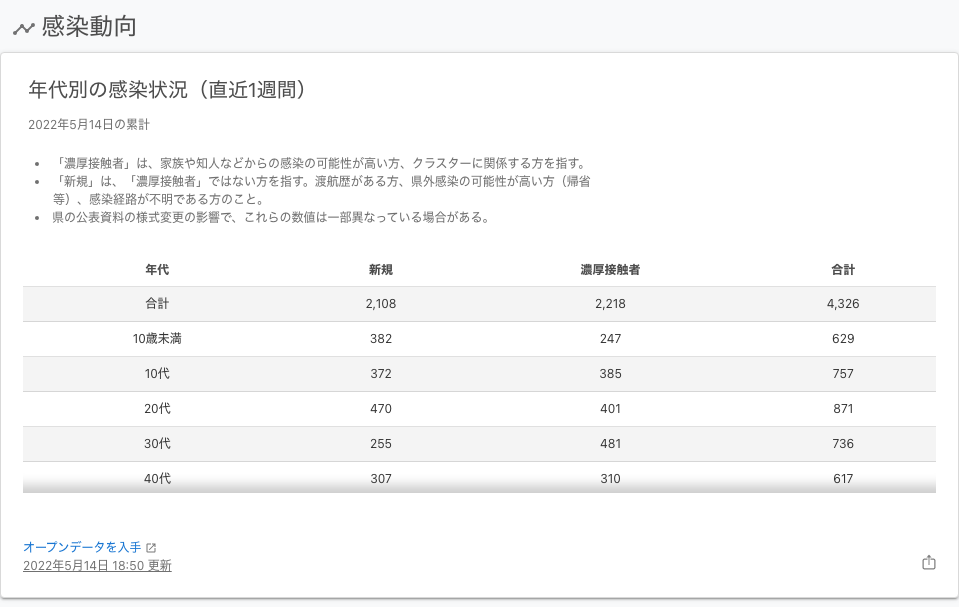 感染動向
年代別の感染状況（直近1週間）
2022年5月14日の累計
• 「濃厚接触者」は、家族や知人などからの感染の可能性が高い方、クラスターに関係する方を指す。
• 「新規」は、「濃厚接触者」ではない方を指す。渡航歴がある方、県外感染の可能性が高い方（帰省
等）、感染経路が不明である方のこと。
• 県の公表資料の様式変更の影響で、これらの数値は一部異なっている場合がある。
年代 新規 濃厚接触者 合計
合計 2,108 2,218 4,326
10歳未満 382 247 629
10代 372 385 757
20代 470 401 871
30代 255 481 736
40代 307 310 617
オープンデータを入手
2022年5月14日 18:50 更新